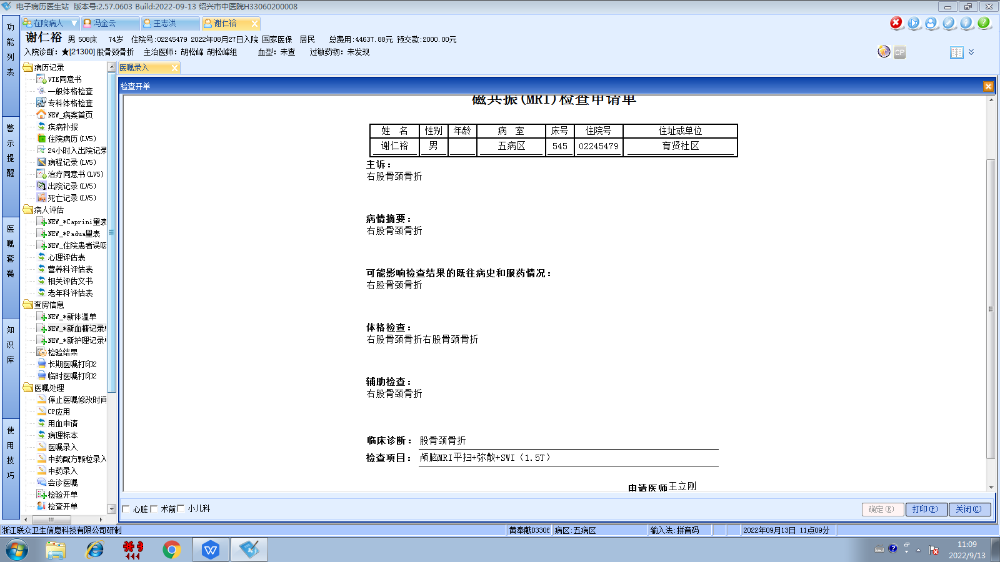 电子病历医生站 版本号:2.57.0603 Build:2022-09-13 绍兴市中医院H33060200008
在院病人 冯金云 王志洪 谢仁裕
谢仁裕 男 508床 74岁 住院号:02245479 2022年08月27日入院 国家医保 居民 总费用:44637.88元 预交款:2000.00元
入院诊断: ★[21300]股骨颈骨折 主治医师: 胡松峰 胡松峰组 血型: 未查 过敏药物: 未发现
CP
功能列表
警示提醒
医嘱套餐
知识库
使用技巧
病历记录
VTE同意书
一般体格检查
专科体格检查
NEW_病案首页
疾病补报
住院病历(LV5)
24小时入出院记录
病程记录(LV5)
治疗同意书(LV5)
出院记录(LV5)
死亡记录(LV5)
病人评估
NEW_*Caprini量表
NEW_*Padua量表
NEW_住院患者误吸
心理评估表
营养科评估表
相关评估文书
老年科评估表
查房信息
NEW_*新体温单
NEW_*新血糖记录单
NEW_*新护理记录单
检验结果
长期医嘱打印2
临时医嘱打印2
医嘱处理
停止医嘱修改时间
CP应用
用血申请
病理标本
医嘱录入
中药配方颗粒录入
中药录入
会诊医嘱
检验开单
检查开单
医嘱录入
检查开单
磁共振(MRI)检查申请单
姓 名 性别 年龄 病 室 床号 住院号 住址或单位
谢仁裕 男 五病区 545 02245479 育贤社区
主诉:
右股骨颈骨折
病情摘要:
右股骨颈骨折
可能影响检查结果的既往病史和服药情况:
右股骨颈骨折
体格检查:
右股骨颈骨折右股骨颈骨折
辅助检查:
右股骨颈骨折
临床诊断: 股骨颈骨折
检查项目: 颅脑MRI平扫+弥散+SWI（1.5T）
申请医师 王立刚
心脏 术前 小儿科
确定(E) 打印(P) 关闭(C)
浙江联众卫生信息科技有限公司研制 黄奉献D330E 病区:五病区 输入法:拼音码 2022年09月13日 11点09分
11:09
2022/9/13